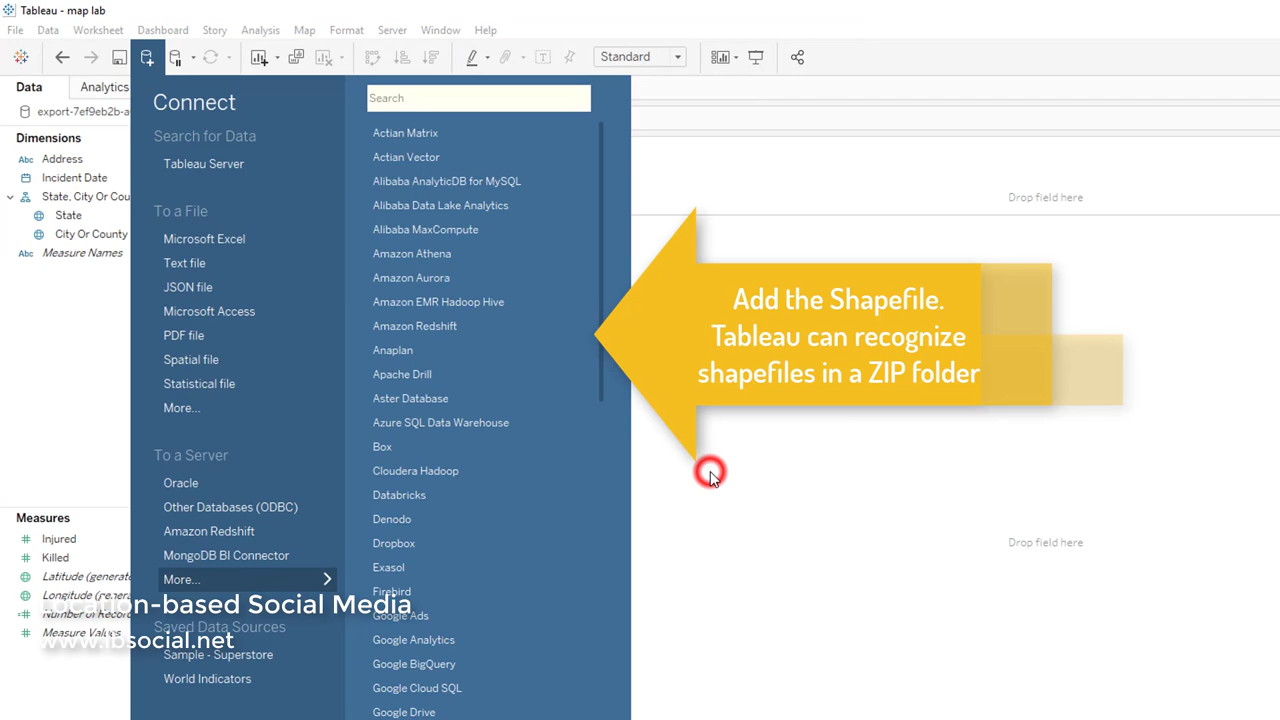 Tableau - map lab
File Data Worksheet Dashboard Story Analysis Map Format Server Window Help
Standard
Data Analytics
export-7ef9eb2b-a
Dimensions
Address
Incident Date
State, City Or Cou
State
City Or County
Measure Names
Measures
Injured
Killed
Latitude (generate
Longitude (genera
Number of Record
Measure Values
Connect
Search for Data
Tableau Server
To a File
Microsoft Excel
Text file
JSON file
Microsoft Access
PDF file
Spatial file
Statistical file
More...
To a Server
Oracle
Other Databases (ODBC)
Amazon Redshift
MongoDB BI Connector
More...
Saved Data Sources
Sample - Superstore
World Indicators
Search
Actian Matrix
Actian Vector
Alibaba AnalyticDB for MySQL
Alibaba Data Lake Analytics
Alibaba MaxCompute
Amazon Athena
Amazon Aurora
Amazon EMR Hadoop Hive
Amazon Redshift
Anaplan
Apache Drill
Aster Database
Azure SQL Data Warehouse
Box
Cloudera Hadoop
Databricks
Denodo
Dropbox
Exasol
Firebird
Google Ads
Google Analytics
Google BigQuery
Google Cloud SQL
Google Drive
Drop field here
Add the Shapefile.
Tableau can recognize
shapefiles in a ZIP folder
Drop field here
Location-based Social Media
www.lbsocial.net